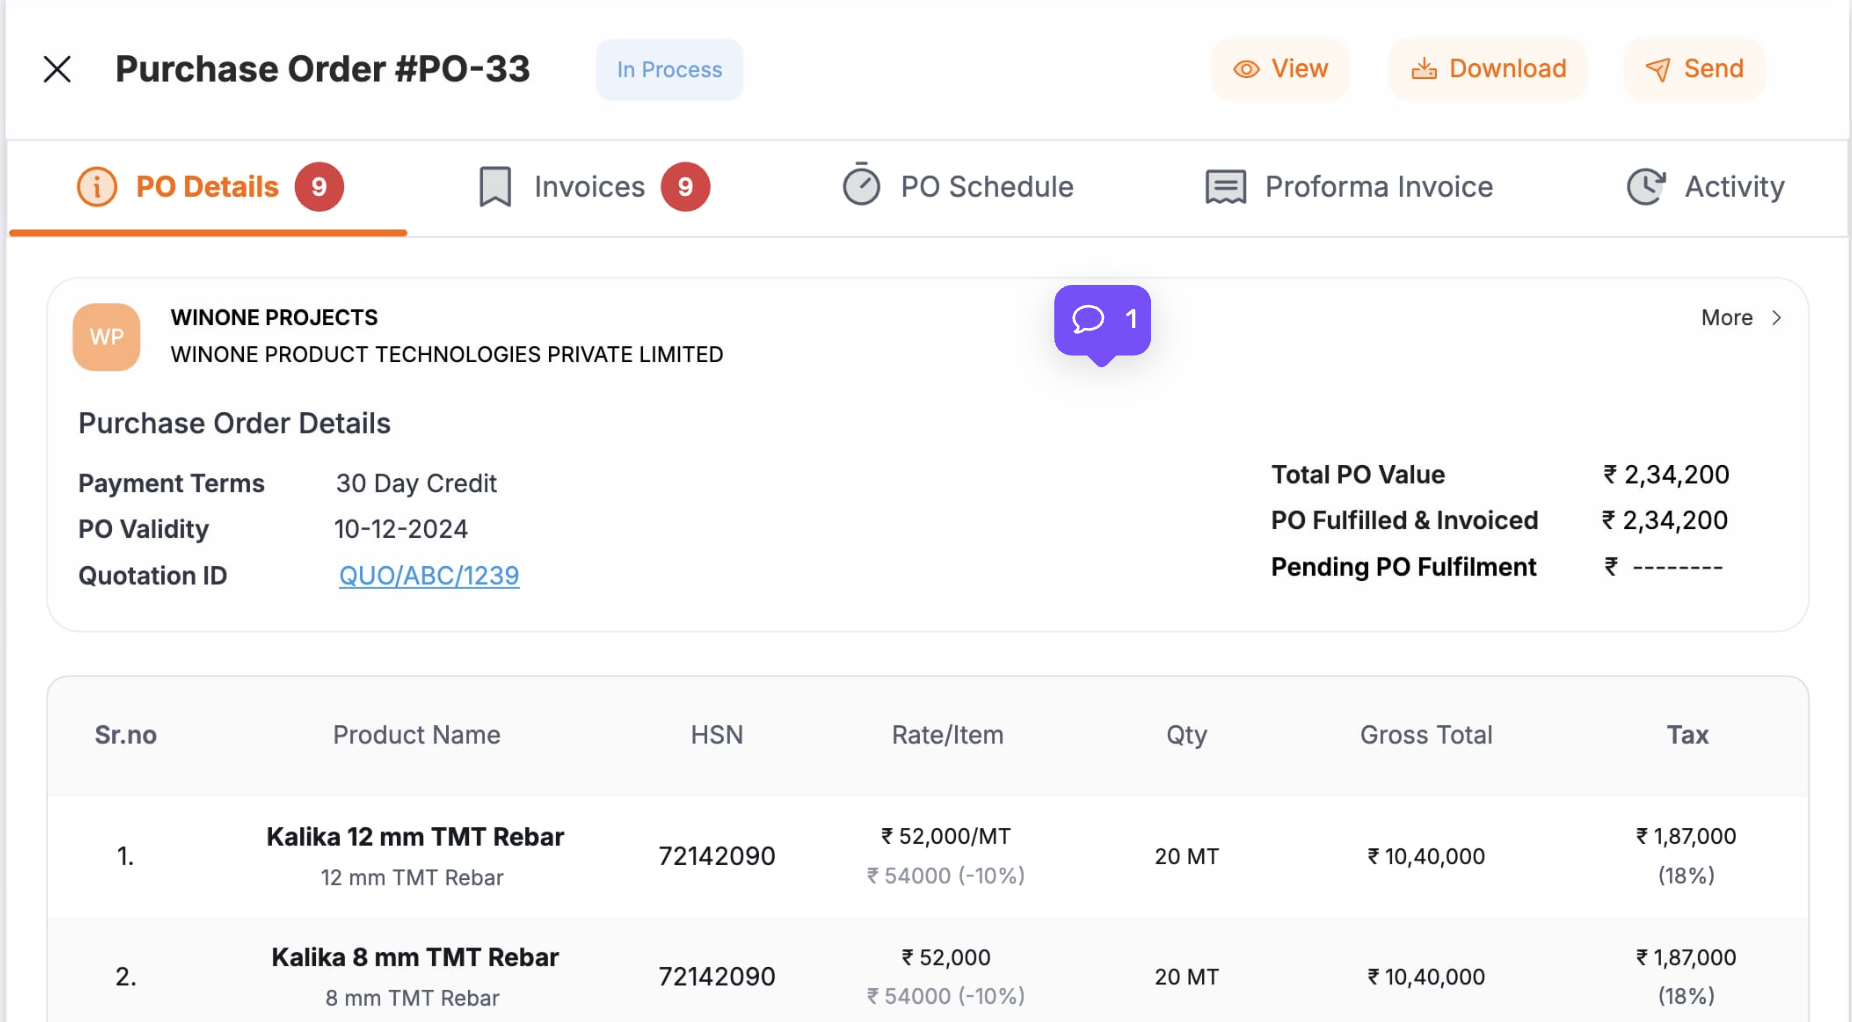 Purchase Order #PO-33 In Process View Download Send
PO Details 9 Invoices 9 PO Schedule Proforma Invoice Activity
WP
WINONE PROJECTS
WINONE PRODUCT TECHNOLOGIES PRIVATE LIMITED
1
More
Purchase Order Details
Payment Terms 30 Day Credit
PO Validity 10-12-2024
Quotation ID QUO/ABC/1239
Total PO Value ₹ 2,34,200
PO Fulfilled & Invoiced ₹ 2,34,200
Pending PO Fulfilment ₹ --------
Sr.no Product Name HSN Rate/Item Qty Gross Total Tax
1. Kalika 12 mm TMT Rebar 72142090 ₹ 52,000/MT 20 MT ₹ 10,40,000 ₹ 1,87,000
12 mm TMT Rebar ₹ 54000 (-10%) (18%)
2. Kalika 8 mm TMT Rebar 72142090 ₹ 52,000 20 MT ₹ 10,40,000 ₹ 1,87,000
8 mm TMT Rebar ₹ 54000 (-10%) (18%)